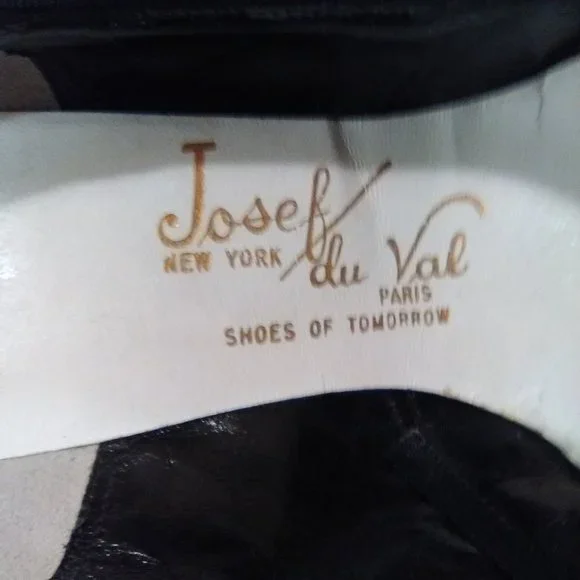 Josef
NEW YORK
du Val
PARIS
SHOES OF TOMORROW